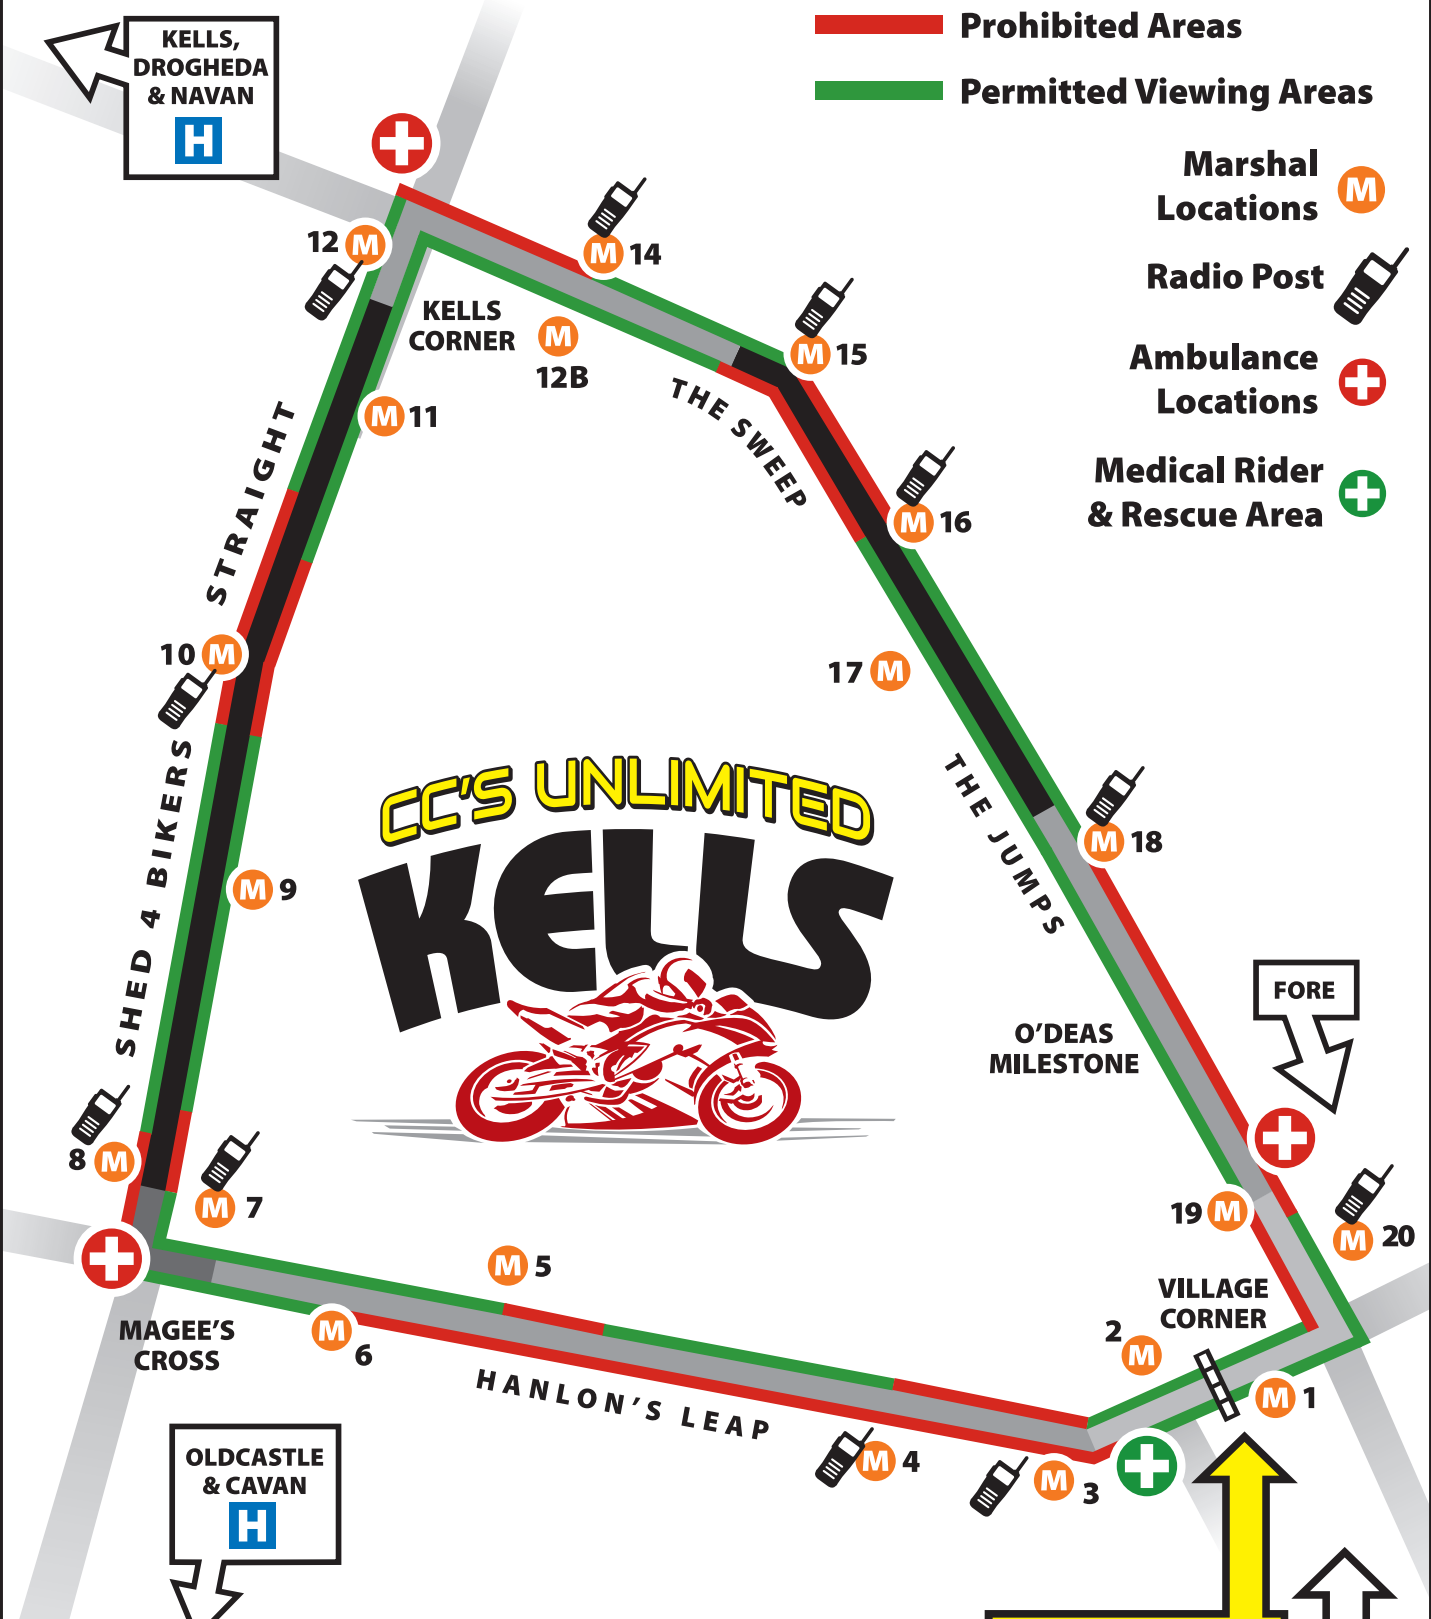 KELLS,
DROGHEDA
& NAVAN
H
Prohibited Areas
Permitted Viewing Areas
Marshal
Locations
M
Radio Post
Ambulance
Locations
Medical Rider
& Rescue Area
12 M
M 14
KELLS
CORNER
M
12B
M 15
M 11
THE SWEEP
M 16
STRAIGHT
10 M
17 M
SHED 4 BIKERS
THE JUMPS
M 18
CC'S UNLIMITED
KELLS
M 9
FORE
O'DEAS
MILESTONE
8 M
M 7
19 M
M 20
M 5
VILLAGE
CORNER
MAGEE'S
CROSS
M
6
2
M
M 1
HANLON'S LEAP
M 4
M 3
OLDCASTLE
& CAVAN
H